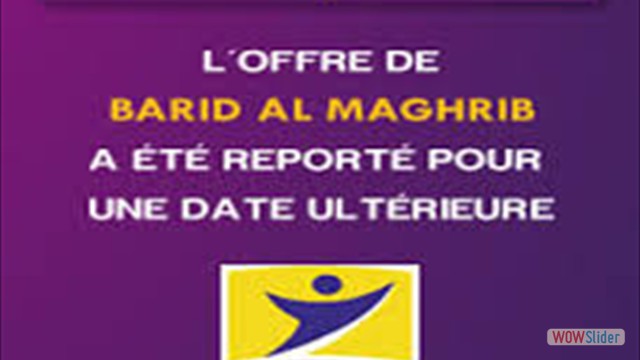 L'OFFRE DE
BARID AL MAGHRIB
A ÉTÉ REPORTÉ POUR
UNE DATE ULTÉRIEURE
WOWSlider